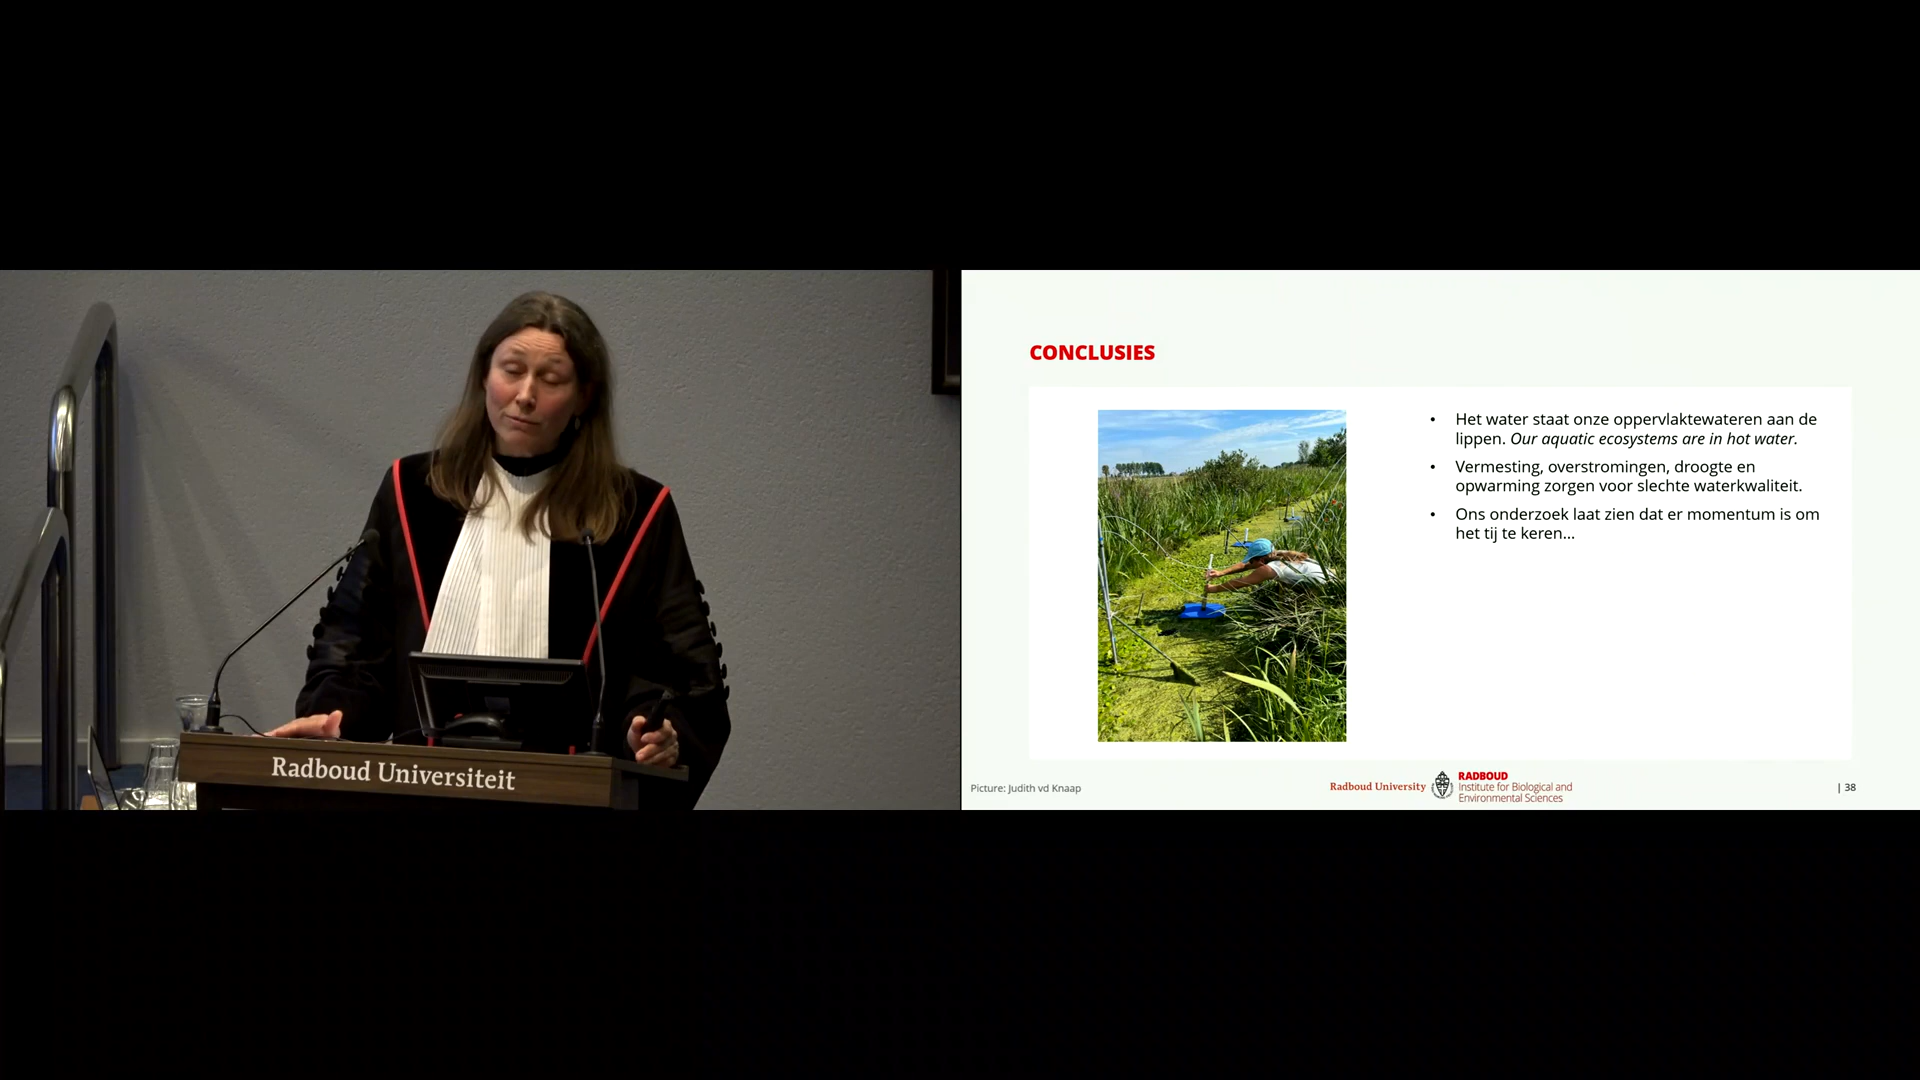 Radboud Universiteit
CONCLUSIES
• Het water staat onze oppervlaktewateren aan de
lippen. Our aquatic ecosystems are in hot water.
• Vermesting, overstromingen, droogte en
opwarming zorgen voor slechte waterkwaliteit.
• Ons onderzoek laat zien dat er momentum is om
het tij te keren...
Picture: Judith vd Knaap
Radboud University
RADBOUD
Institute for Biological and
Environmental Sciences
| 38